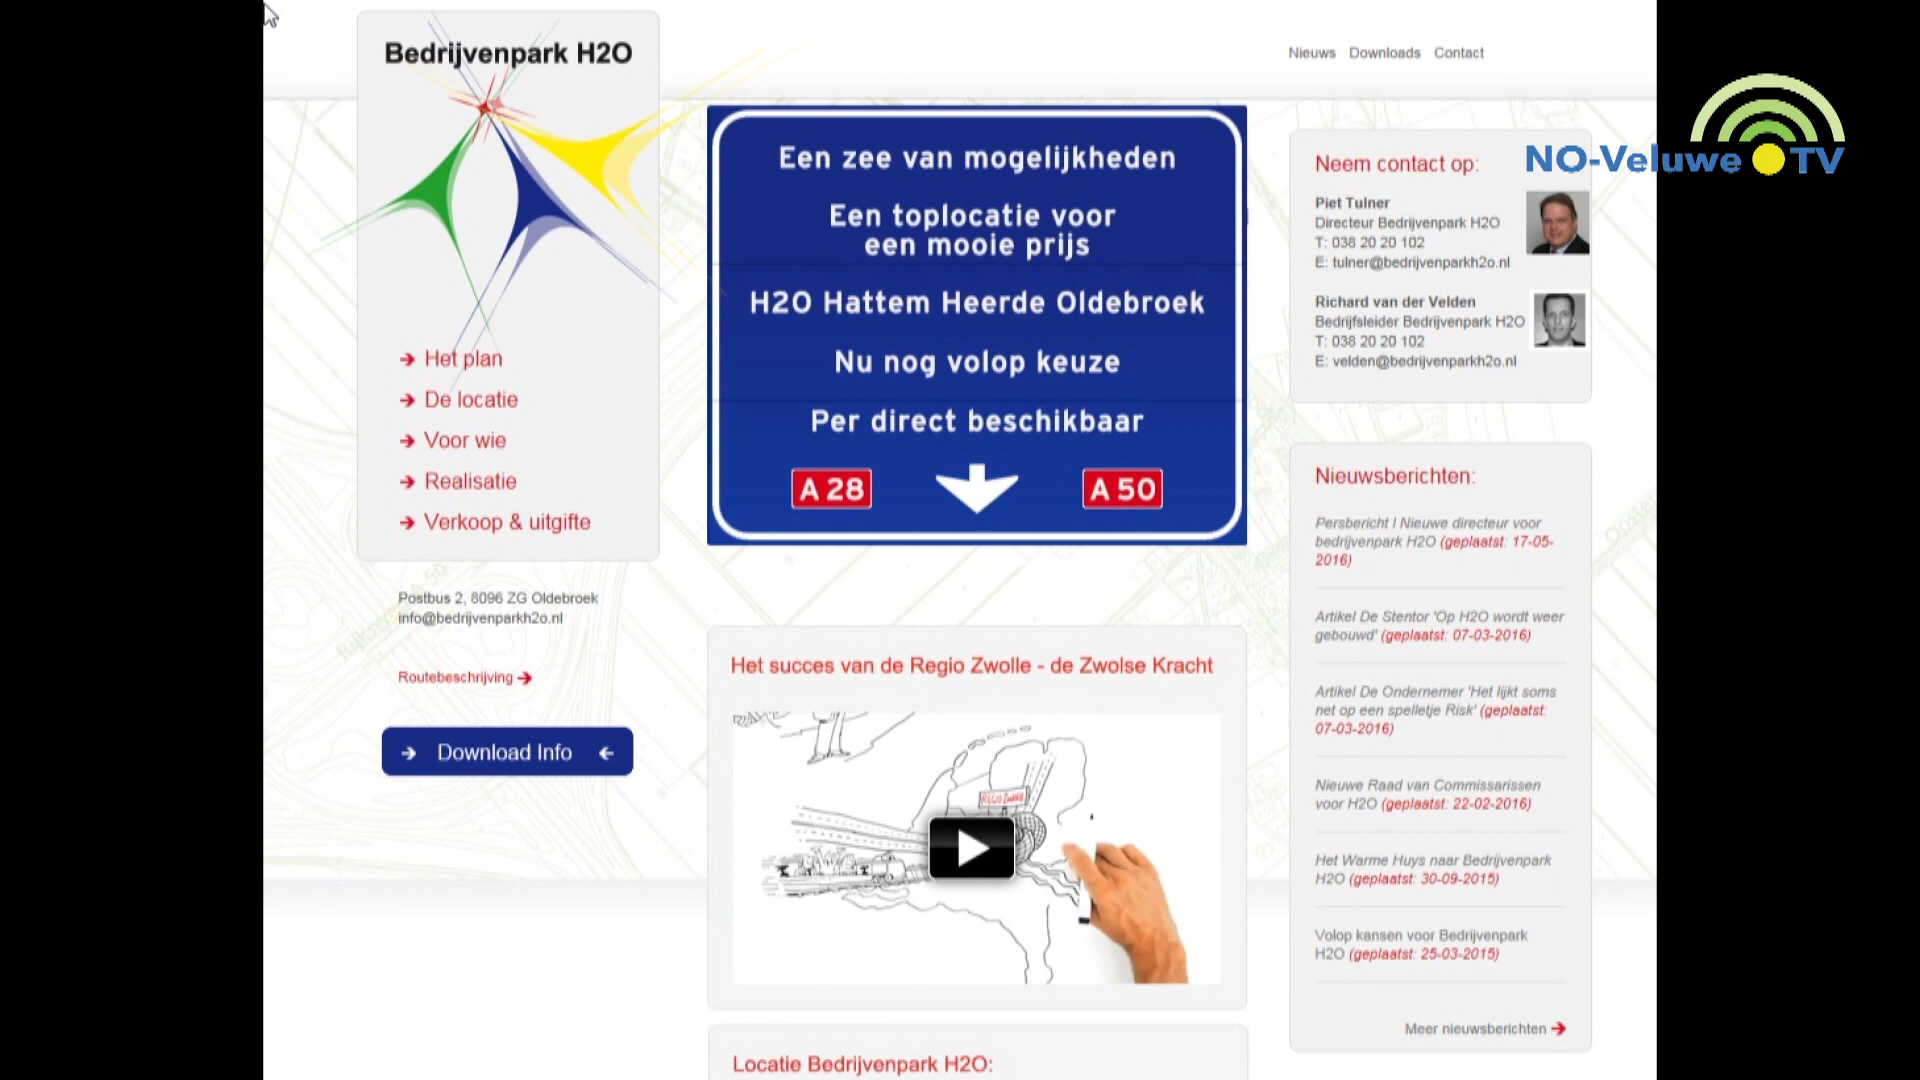 Bedrijvenpark H2O
Nieuws Downloads Contact
NO-Veluwe TV
Een zee van mogelijkheden
Een toplocatie voor
een mooie prijs
H2O Hattem Heerde Oldebroek
Nu nog volop keuze
Per direct beschikbaar
A 28 A 50
Het plan
De locatie
Voor wie
Realisatie
Verkoop & uitgifte
Postbus 2, 8096 ZG Oldebroek
info@bedrijvenparkh2o.nl
Routebeschrijving
Download Info
Het succes van de Regio Zwolle - de Zwolse Kracht
REGIO Zwolle
Locatie Bedrijvenpark H2O:
Neem contact op:
Piet Tulner
Directeur Bedrijvenpark H2O
T: 038 20 20 102
E: tulner@bedrijvenparkh2o.nl
Richard van der Velden
Bedrijfsleider Bedrijvenpark H2O
T: 038 20 20 102
E: velden@bedrijvenparkh2o.nl
Nieuwsberichten:
Persbericht l Nieuwe directeur voor
bedrijvenpark H2O (geplaatst: 17-05-
2016)
Artikel De Stentor 'Op H2O wordt weer
gebouwd' (geplaatst: 07-03-2016)
Artikel De Ondernemer 'Het lijkt soms
net op een spelletje Risk' (geplaatst:
07-03-2016)
Nieuwe Raad van Commissarissen
voor H2O (geplaatst: 22-02-2016)
Het Warme Huys naar Bedrijvenpark
H2O (geplaatst: 30-09-2015)
Volop kansen voor Bedrijvenpark
H2O (geplaatst: 25-03-2015)
Meer nieuwsberichten